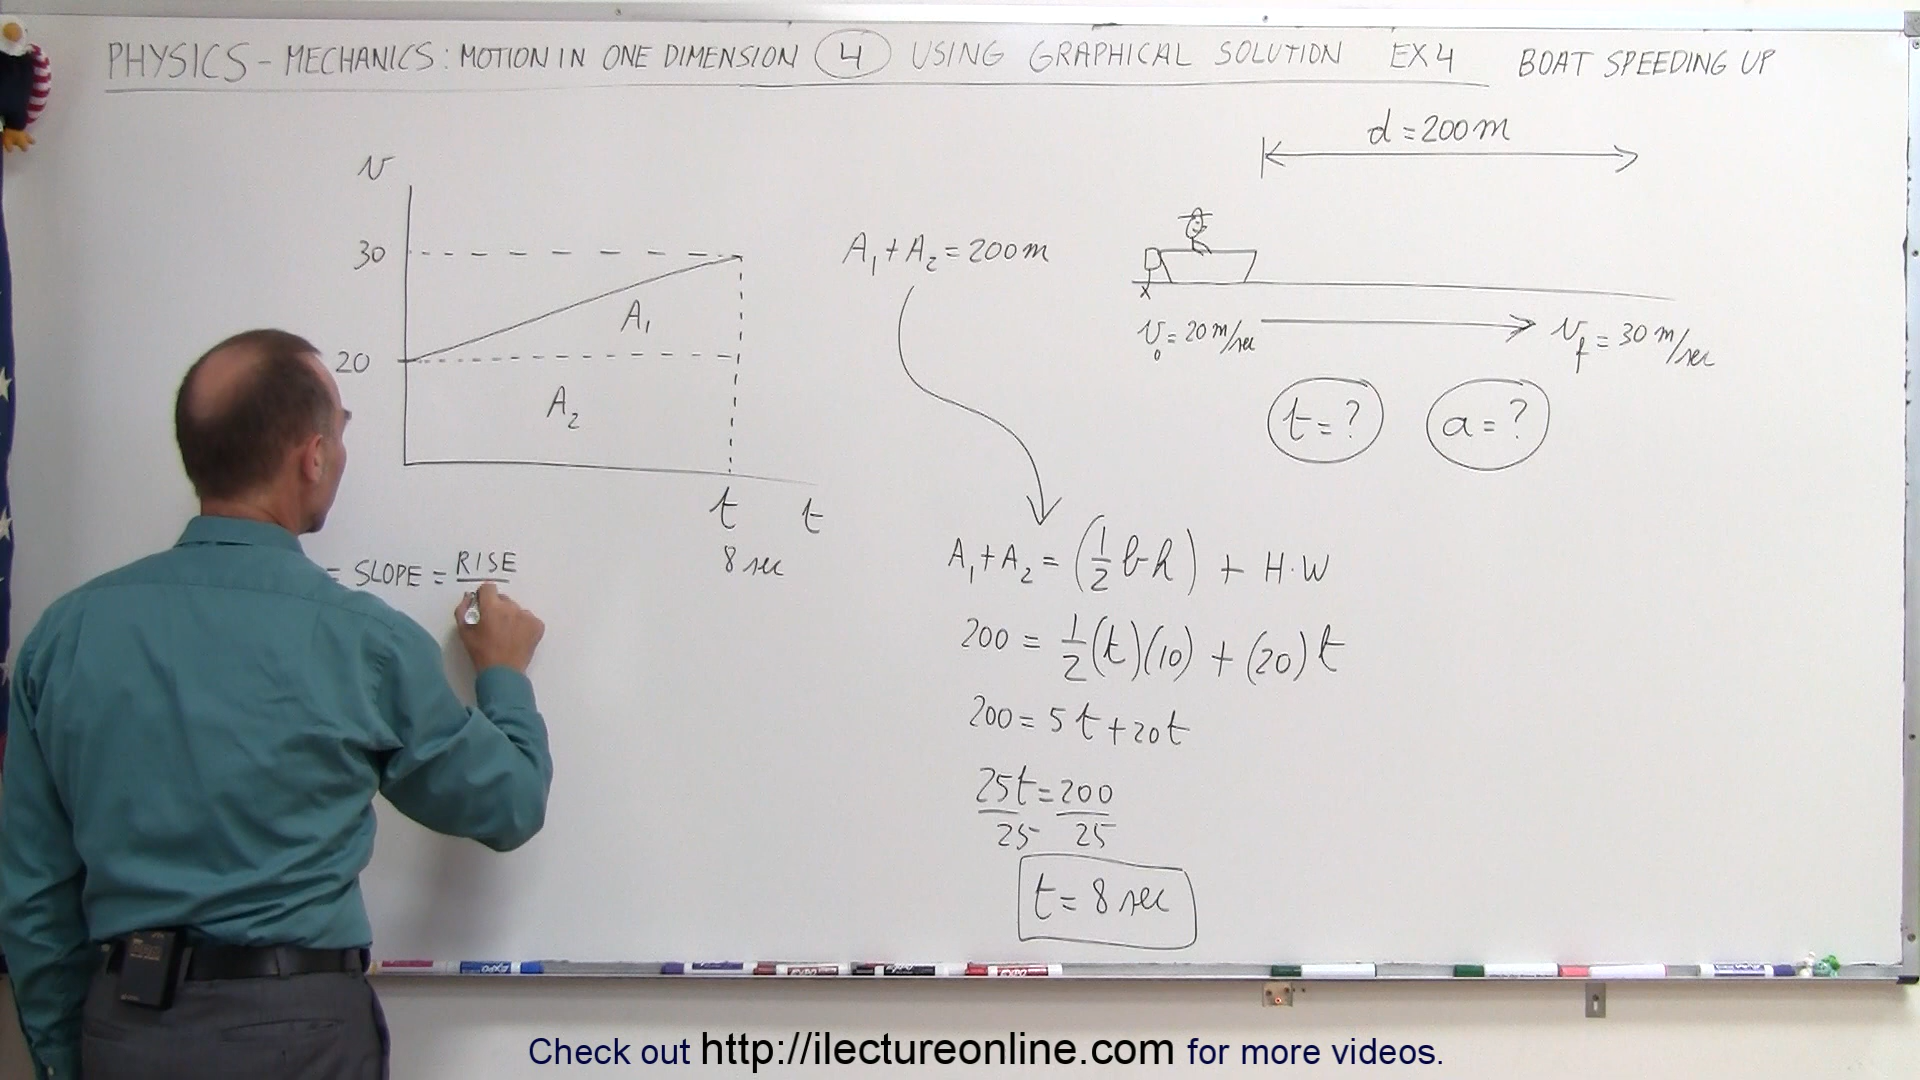 PHYSICS - MECHANICS: MOTION IN ONE DIMENSION 4 USING GRAPHICAL SOLUTION EX 4 BOAT SPEEDING UP
d = 200 m
v
30
A₁
20
A₂
t t
8 sec
= SLOPE = RISE
A₁ + A₂ = 200 m
v₀ = 20 m/sec
v_f = 30 m/sec
t = ?
a = ?
A₁ + A₂ = (1/2 b h) + H · W
200 = 1/2 (t)(10) + (20) t
200 = 5t + 20t
25t/25 = 200/25
t = 8 sec
EXPO
Check out http://ilectureonline.com for more videos.